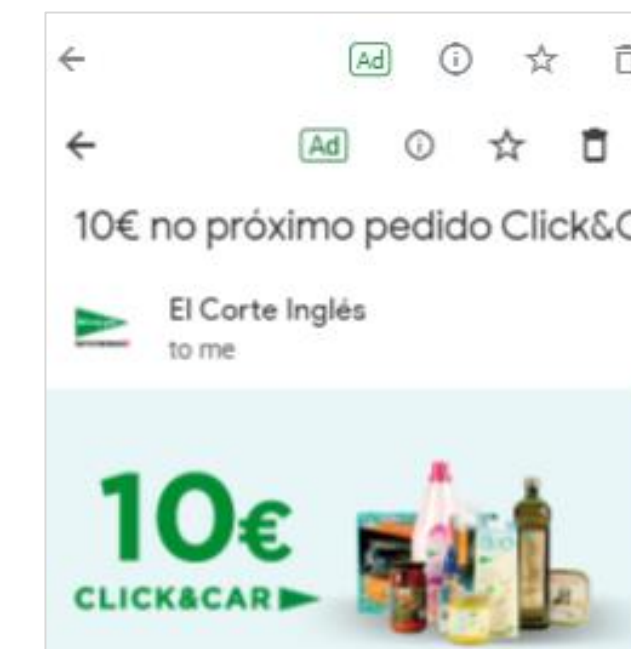 Ad
Ad
10€ no próximo pedido Click&C
El Corte Inglés
to me
10€
CLICK&CAR